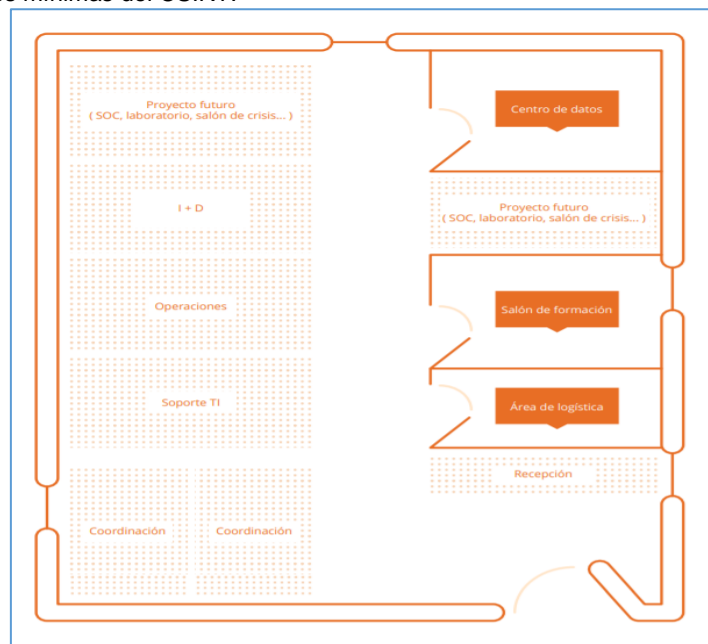 Proyecto futuro
( SOC, laboratorio, salón de crisis... )
Centro de datos
I + D
Proyecto futuro
( SOC, laboratorio, salón de crisis... )
Operaciones
Salón de formación
Soporte TI
Área de logística
Recepción
Coordinación
Coordinación